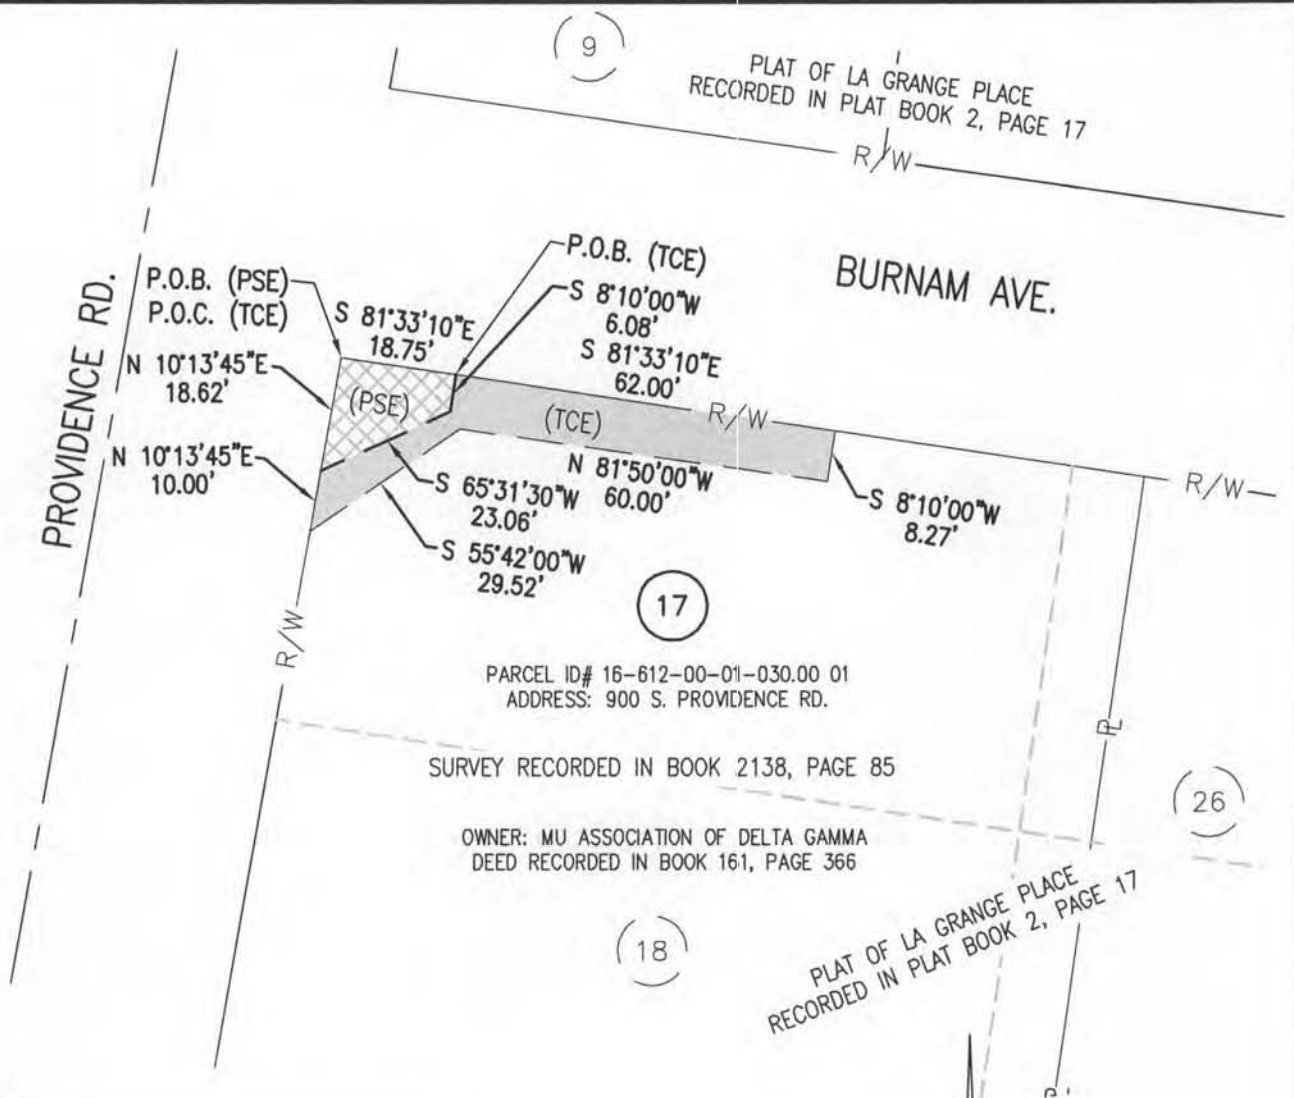 9
PLAT OF LA GRANGE PLACE
RECORDED IN PLAT BOOK 2, PAGE 17
R/W
BURNAM AVE.
PROVIDENCE RD.
P.O.B. (TCE)
P.O.B. (PSE)
P.O.C. (TCE)
S 81°33'10"E
18.75'
S 8°10'00"W
6.08'
S 81°33'10"E
62.00'
N 10°13'45"E
18.62'
(PSE)
(TCE)
R/W
N 10°13'45"E
10.00'
N 81°50'00"W
60.00'
S 65°31'30"W
23.06'
S 55°42'00"W
29.52'
S 8°10'00"W
8.27'
R/W
17
R/W
PARCEL ID# 16-612-00-01-030.00 01
ADDRESS: 900 S. PROVIDENCE RD.
PL
SURVEY RECORDED IN BOOK 2138, PAGE 85
26
OWNER: MU ASSOCIATION OF DELTA GAMMA
DEED RECORDED IN BOOK 161, PAGE 366
18
PLAT OF LA GRANGE PLACE
RECORDED IN PLAT BOOK 2, PAGE 17